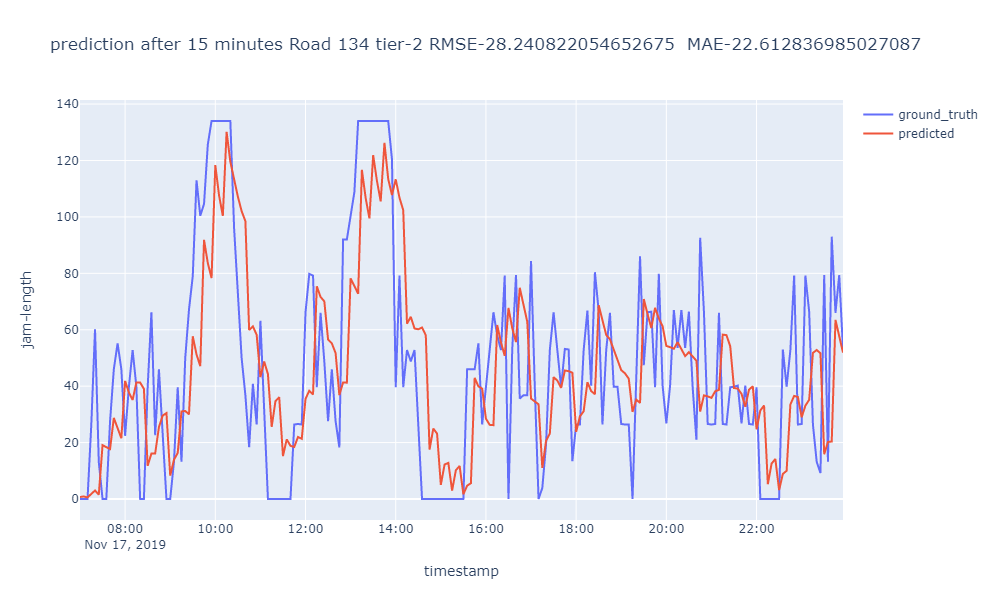 prediction after 15 minutes Road 134 tier-2 RMSE-28.240822054652675  MAE-22.612836985027087
140
120
100
80
60
40
20
0
jam-length
08:00
10:00
12:00
14:00
16:00
18:00
20:00
22:00
Nov 17, 2019
timestamp
ground_truth
predicted